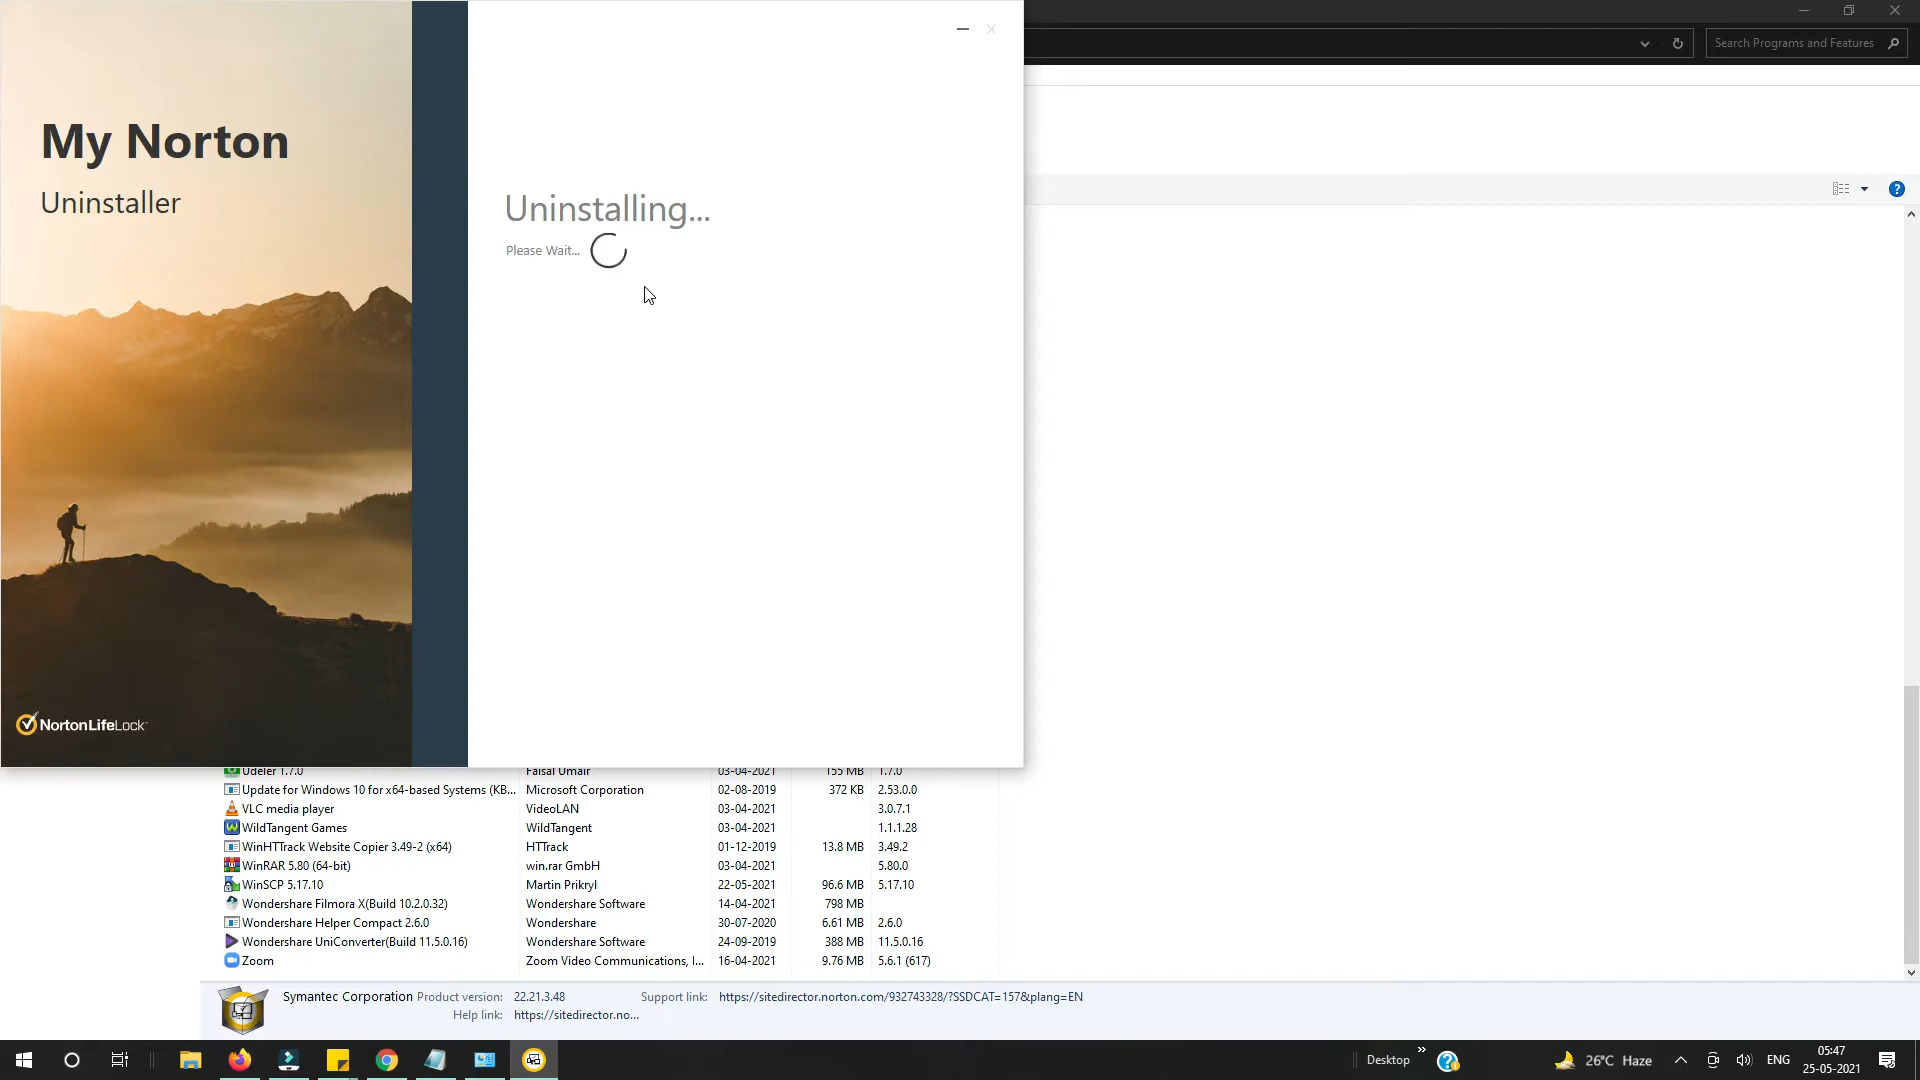 Search Programs and Features
My Norton
Uninstaller
Uninstalling...
Please Wait...
NortonLifeLock
Udeler 1.7.0 Faisal Umair 03-04-2021 155 MB 1.7.0
Update for Windows 10 for x64-based Systems (KB... Microsoft Corporation 02-08-2019 372 KB 2.53.0.0
VLC media player VideoLAN 03-04-2021 3.0.7.1
WildTangent Games WildTangent 03-04-2021 1.1.1.28
WinHTTrack Website Copier 3.49-2 (x64) HTTrack 01-12-2019 13.8 MB 3.49.2
WinRAR 5.80 (64-bit) win.rar GmbH 03-04-2021 5.80.0
WinSCP 5.17.10 Martin Prikryl 22-05-2021 96.6 MB 5.17.10
Wondershare Filmora X(Build 10.2.0.32) Wondershare Software 14-04-2021 798 MB
Wondershare Helper Compact 2.6.0 Wondershare 30-07-2020 6.61 MB 2.6.0
Wondershare UniConverter(Build 11.5.0.16) Wondershare Software 24-09-2019 388 MB 11.5.0.16
Zoom Zoom Video Communications, I... 16-04-2021 9.76 MB 5.6.1 (617)
Symantec Corporation Product version: 22.21.3.48 Support link: https://sitedirector.norton.com/932743328/?SSDCAT=157&plang=EN
Help link: https://sitedirector.no...
Desktop 26°C Haze ENG 05:47
25-05-2021